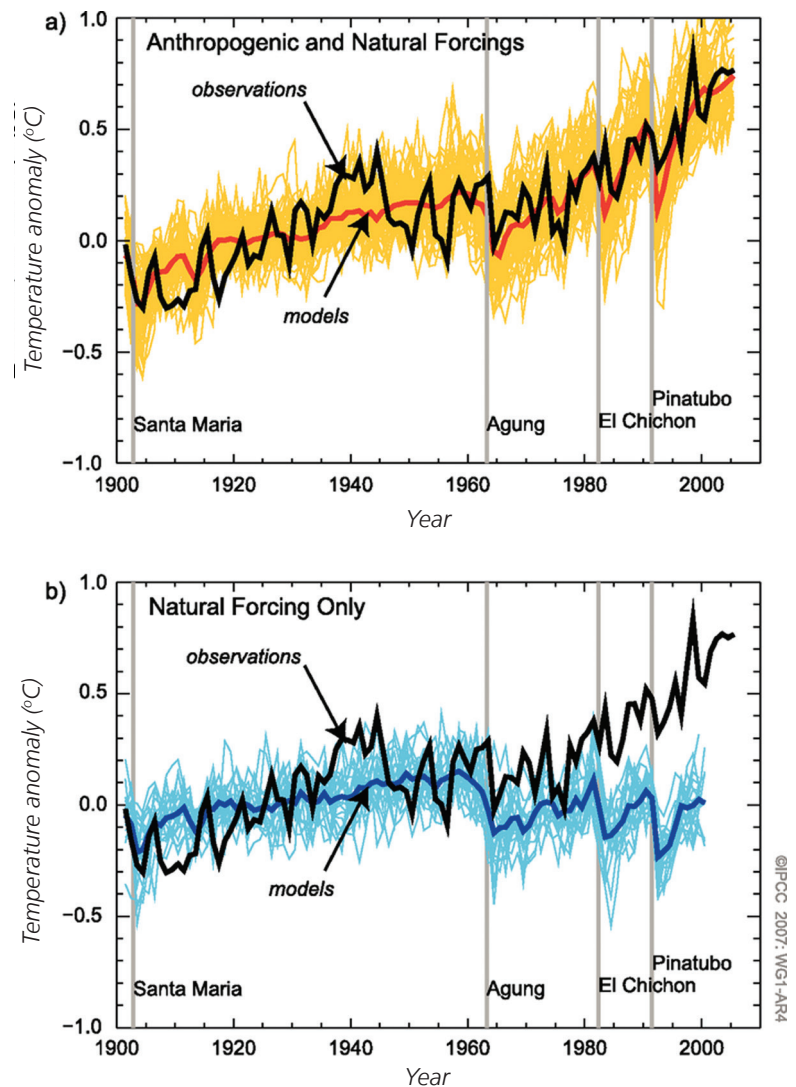 a)
Anthropogenic and Natural Forcings
observations
models
Temperature anomaly (ºC)
1.0
0.5
0.0
−0.5
−1.0
Santa Maria
Agung
El Chichon
Pinatubo
1900 1920 1940 1960 1980 2000
Year
b)
Natural Forcing Only
observations
models
Temperature anomaly (ºC)
1.0
0.5
0.0
−0.5
−1.0
Santa Maria
Agung
El Chichon
Pinatubo
1900 1920 1940 1960 1980 2000
Year
©IPCC 2007: WG1-AR4